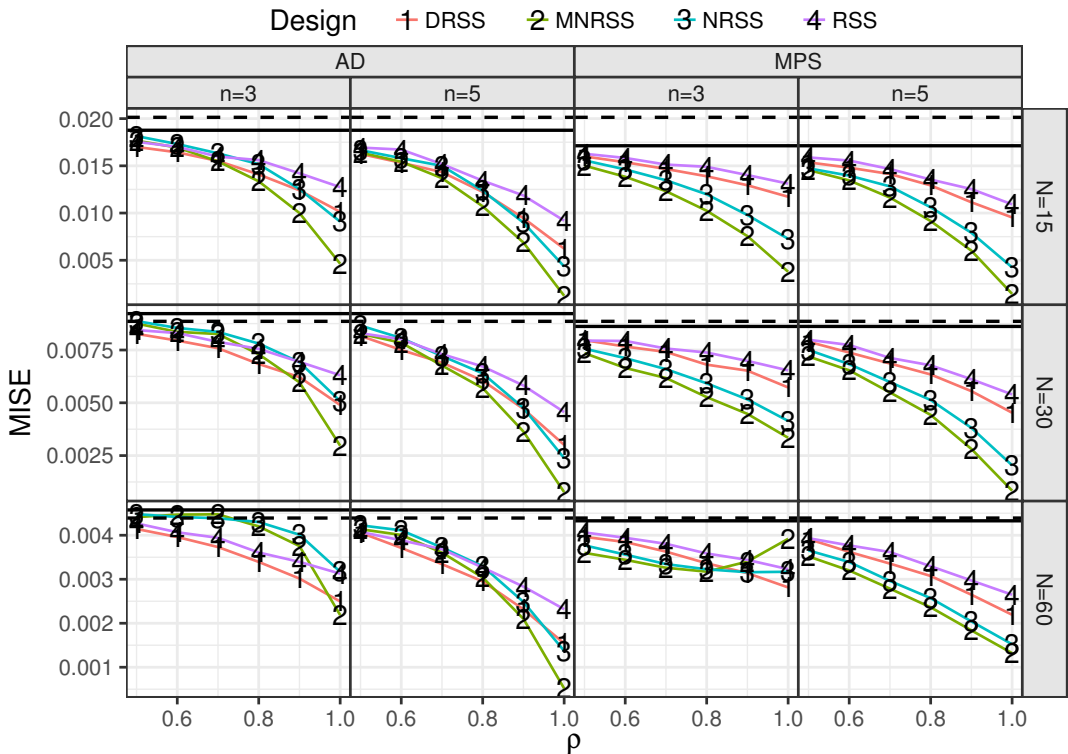 Design 1 DRSS 2 MNRSS 3 NRSS 4 RSS
AD MPS
n=3 n=5 n=3 n=5
MISE
0.020
0.015
0.010
0.005
N=15
0.0075
0.0050
0.0025
N=30
0.004
0.003
0.002
0.001
N=60
0.6 0.8 1.0 0.6 0.8 1.0 0.6 0.8 1.0 0.6 0.8 1.0
ρ